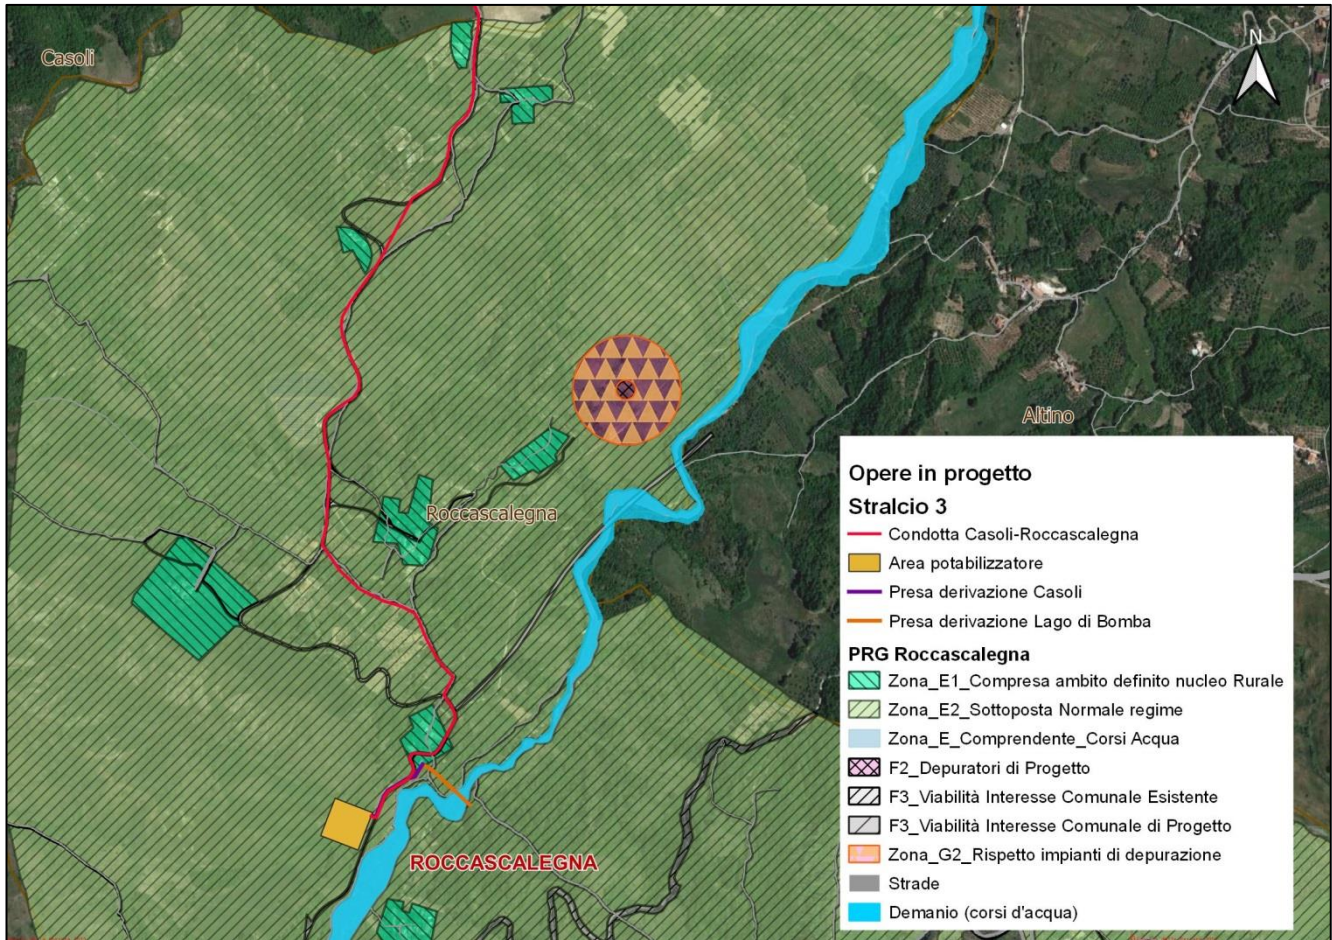 Casoli
N
Altino
Roccascalegna
ROCCASCALEGNA
Opere in progetto
Stralcio 3
Condotta Casoli-Roccascalegna
Area potabilizzatore
Presa derivazione Casoli
Presa derivazione Lago di Bomba
PRG Roccascalegna
Zona_E1_Compresa ambito definito nucleo Rurale
Zona_E2_Sottoposta Normale regime
Zona_E_Comprendente_Corsi Acqua
F2_Depuratori di Progetto
F3_Viabilità Interesse Comunale Esistente
F3_Viabilità Interesse Comunale di Progetto
Zona_G2_Rispetto impianti di depurazione
Strade
Demanio (corsi d'acqua)